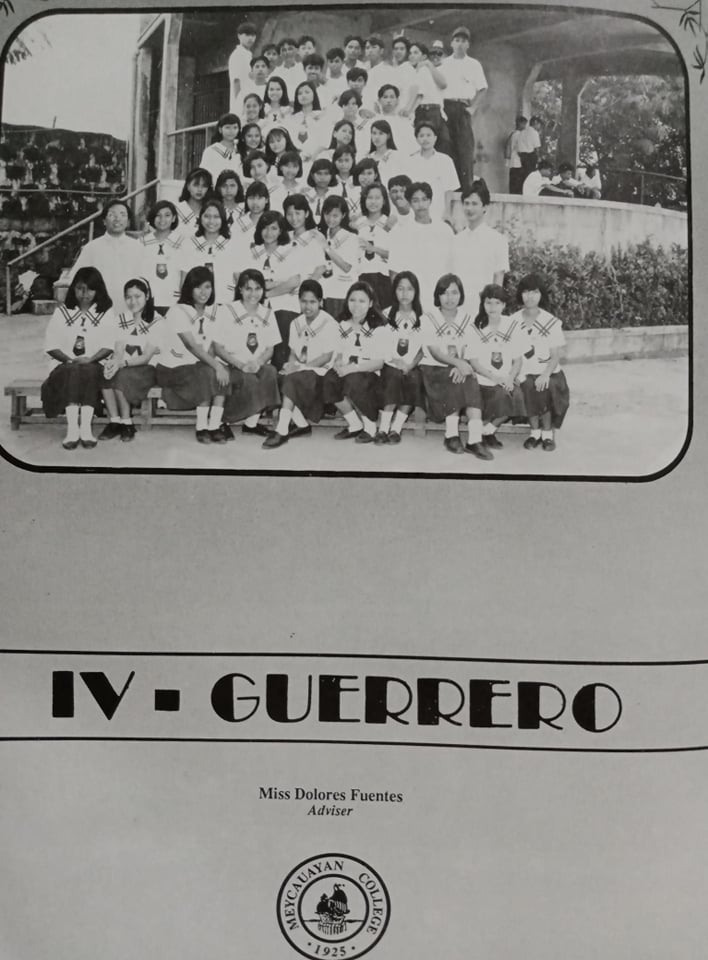 IV - GUERRERO
Miss Dolores Fuentes
Adviser
MEYCAUAYAN COLLEGE
• 1925 •